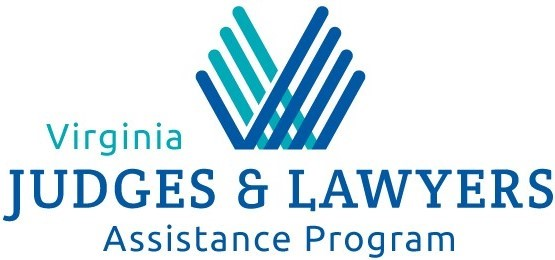 Virginia
JUDGES & LAWYERS
Assistance Program